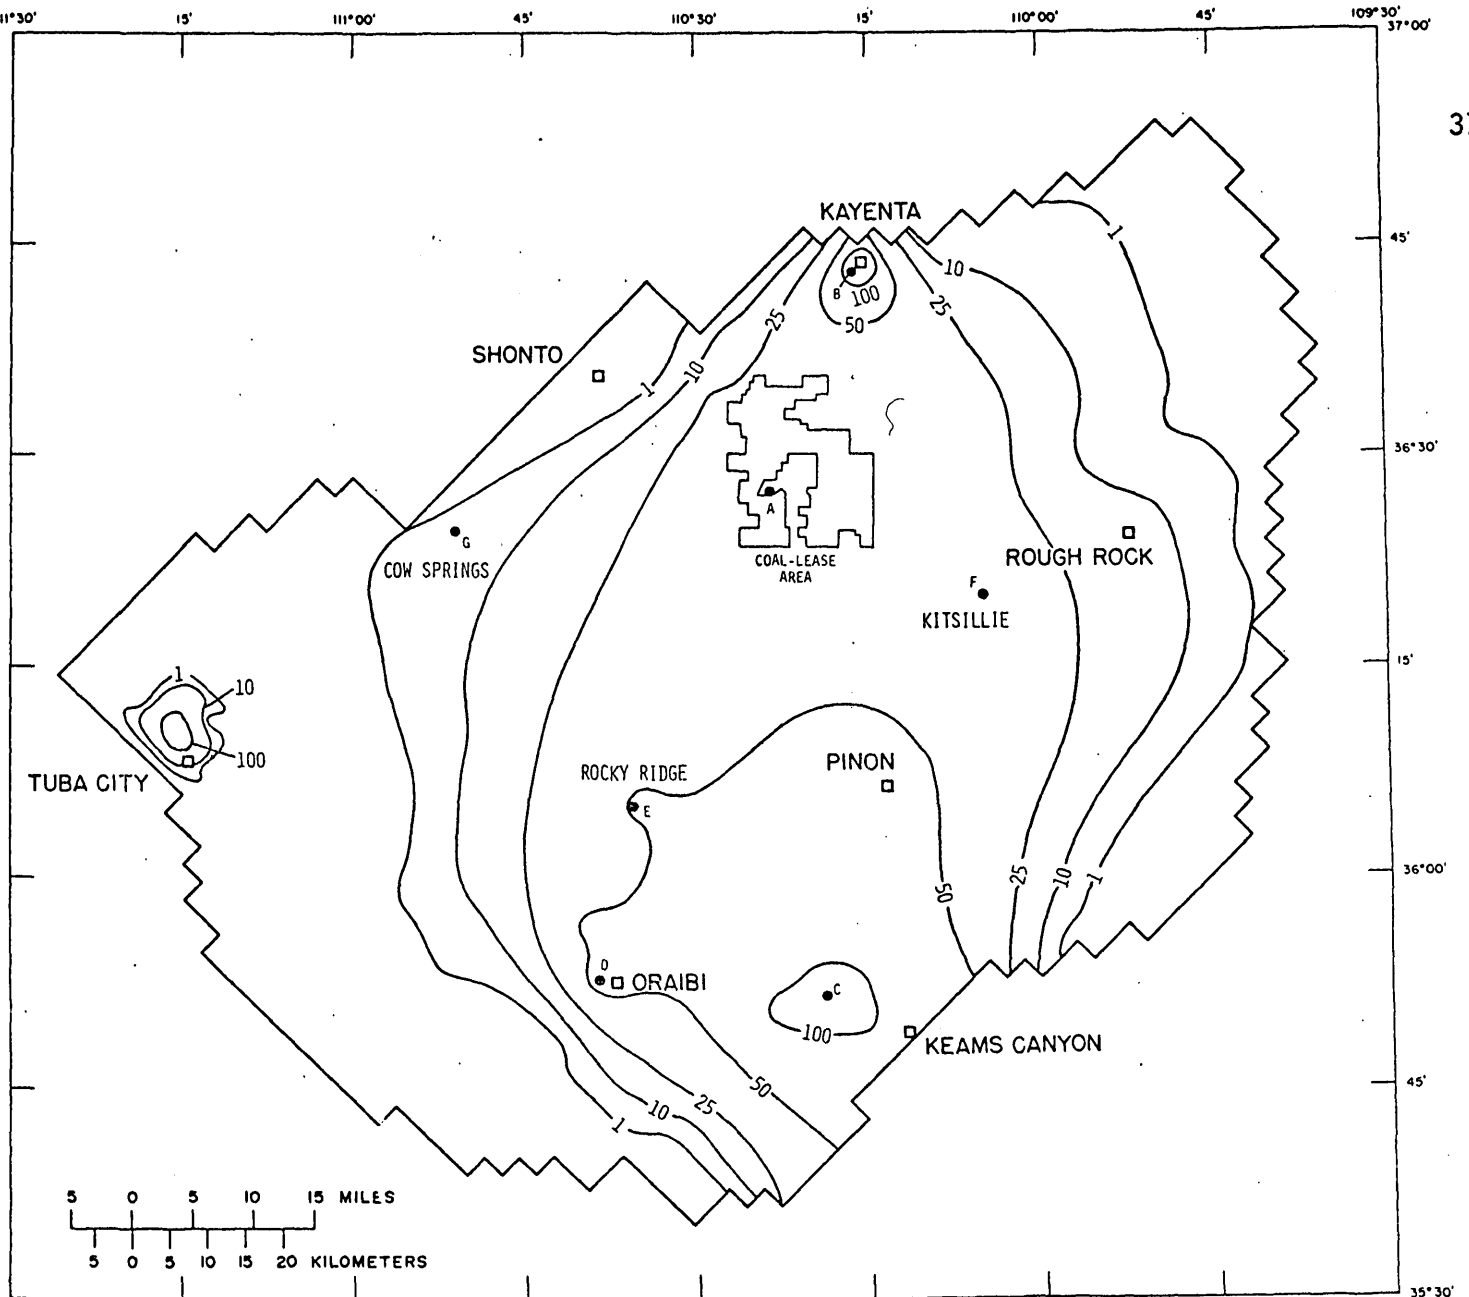 11°30' 15' 111°00' 45' 110°30' 15' 110°00' 45' 109°30'
37°00'
KAYENTA
1
45'
10
B 100
25
25
50
SHONTO
10
1
36°30'
A
G
COW SPRINGS
COAL-LEASE
AREA
ROUGH ROCK
F
KITSILLIE
15'
1
10
100
TUBA CITY
PINON
ROCKY RIDGE
E
50 25 10 1
36°00'
D
ORAIBI
C
100
KEAMS CANYON
45'
50
25
10
1
5 0 5 10 15 MILES
5 0 5 10 15 20 KILOMETERS
35°30'